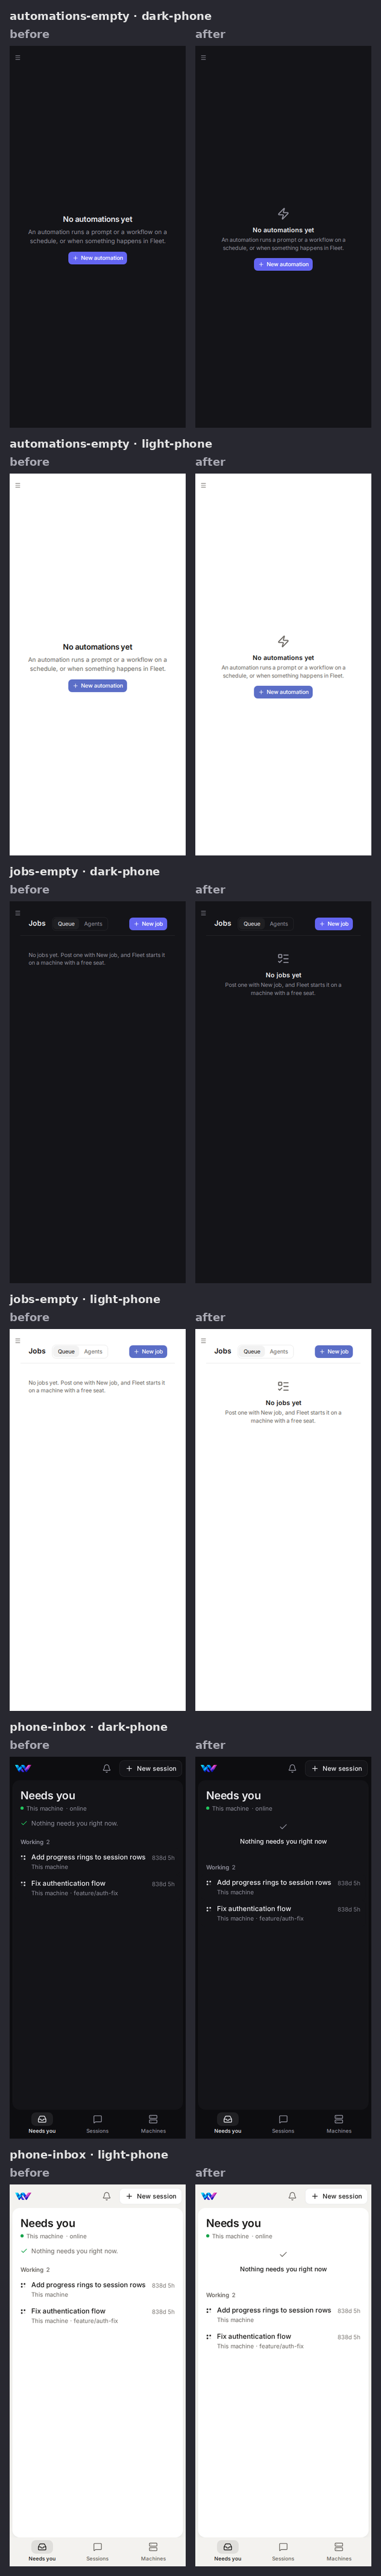 automations-empty · dark-phone
before
after
No automations yet
An automation runs a prompt or a workflow on a
schedule, or when something happens in Fleet.
+ New automation
No automations yet
An automation runs a prompt or a workflow on a
schedule, or when something happens in Fleet.
+ New automation
automations-empty · light-phone
before
after
No automations yet
An automation runs a prompt or a workflow on a
schedule, or when something happens in Fleet.
+ New automation
No automations yet
An automation runs a prompt or a workflow on a
schedule, or when something happens in Fleet.
+ New automation
jobs-empty · dark-phone
before
after
Jobs Queue Agents + New job
No jobs yet. Post one with New job, and Fleet starts it
on a machine with a free seat.
Jobs Queue Agents + New job
No jobs yet
Post one with New job, and Fleet starts it on a
machine with a free seat.
jobs-empty · light-phone
before
after
Jobs Queue Agents + New job
No jobs yet. Post one with New job, and Fleet starts it
on a machine with a free seat.
Jobs Queue Agents + New job
No jobs yet
Post one with New job, and Fleet starts it on a
machine with a free seat.
phone-inbox · dark-phone
before
after
+ New session
Needs you
This machine · online
Nothing needs you right now.
Working 2
Add progress rings to session rows 838d 5h
This machine
Fix authentication flow 838d 5h
This machine · feature/auth-fix
Needs you Sessions Machines
+ New session
Needs you
This machine · online
Nothing needs you right now
Working 2
Add progress rings to session rows 838d 5h
This machine
Fix authentication flow 838d 5h
This machine · feature/auth-fix
Needs you Sessions Machines
phone-inbox · light-phone
before
after
+ New session
Needs you
This machine · online
Nothing needs you right now.
Working 2
Add progress rings to session rows 838d 5h
This machine
Fix authentication flow 838d 5h
This machine · feature/auth-fix
Needs you Sessions Machines
+ New session
Needs you
This machine · online
Nothing needs you right now
Working 2
Add progress rings to session rows 838d 5h
This machine
Fix authentication flow 838d 5h
This machine · feature/auth-fix
Needs you Sessions Machines